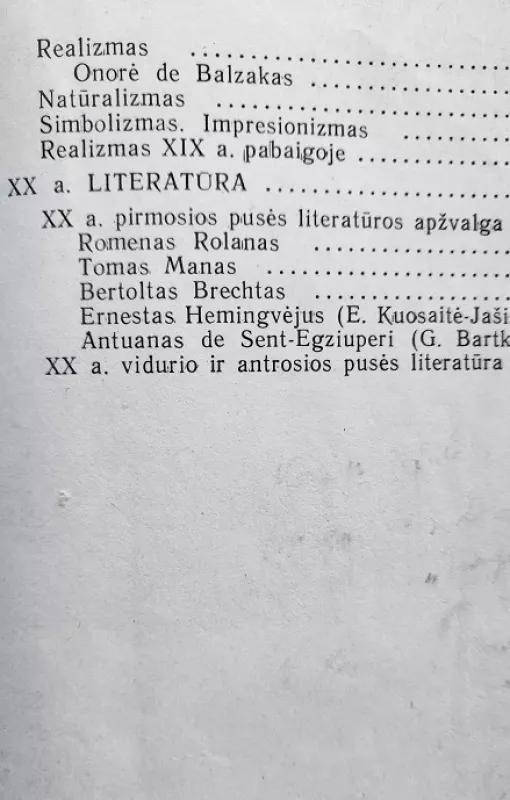 Realizmas ..............................
Onorė de Balzakas ..................
Natūralizmas ...........................
Simbolizmas. Impresionizmas ..........
Realizmas XIX a. pabaigoje .............
XX a. LITERATŪRA ......................
XX a. pirmosios pusės literatūros apžvalga
Romenas Rolanas ..................
Tomas Manas ......................
Bertoltas Brechtas ..................
Ernestas Hemingvėjus (E. Kuosaitė-Jaši
Antuanas de Sent-Egziuperi (G. Bartk
XX a. vidurio ir antrosios pusės literatūra